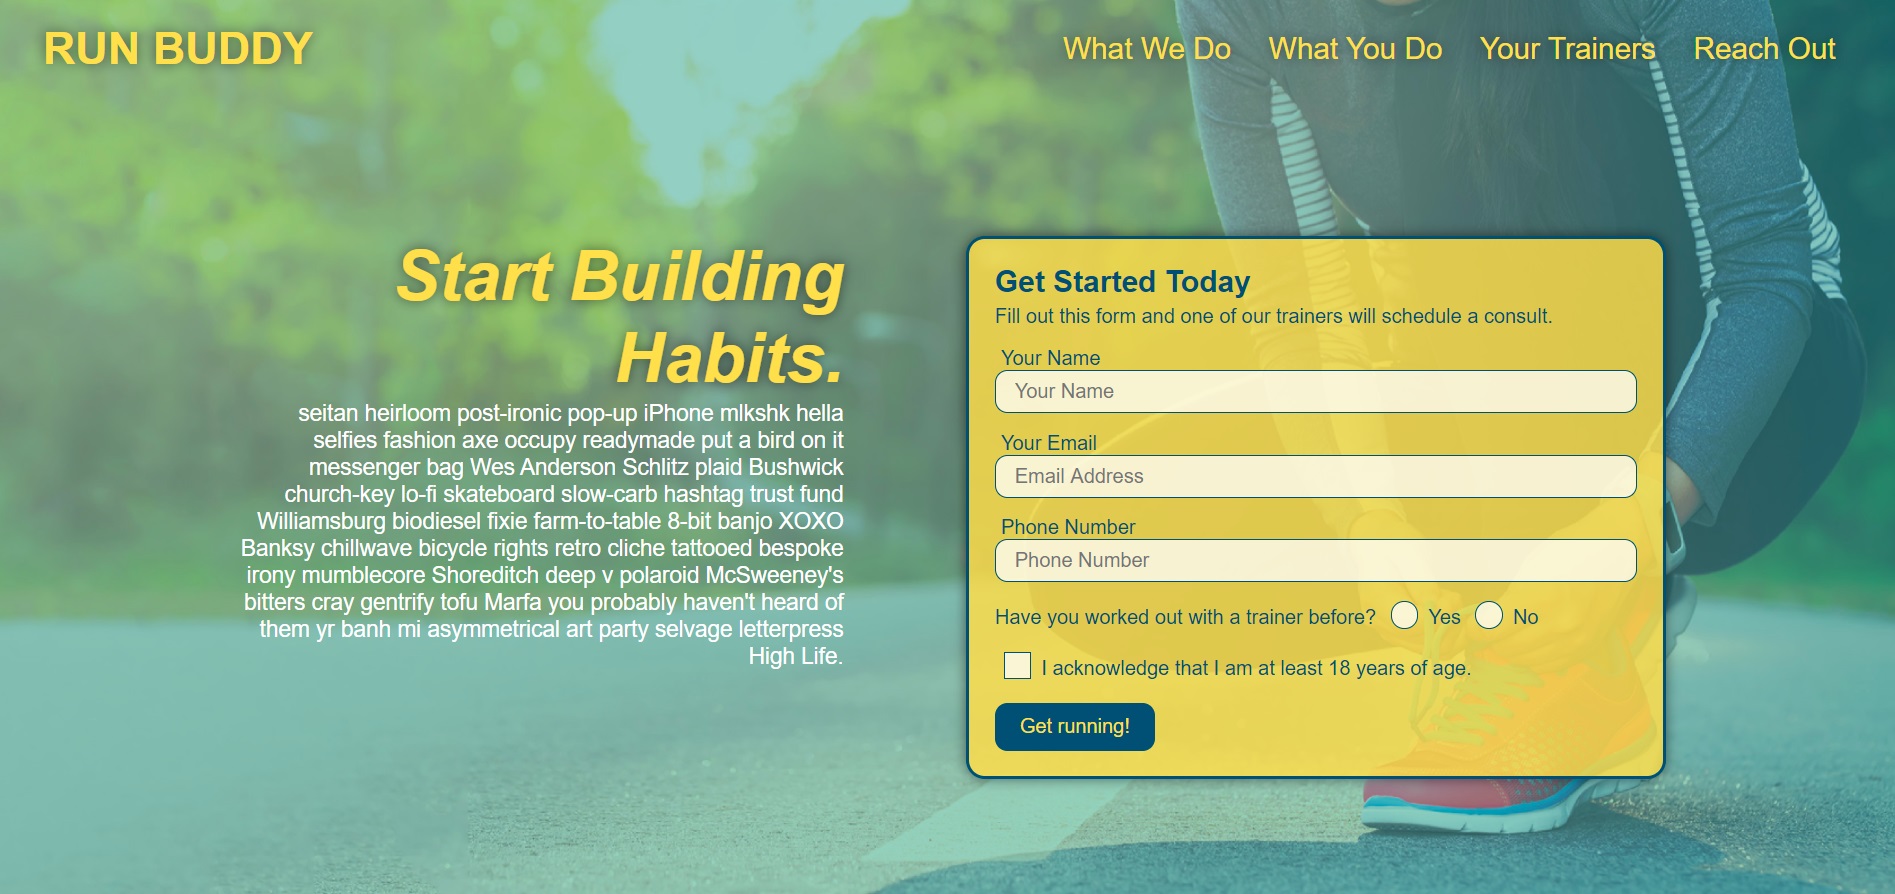 RUN BUDDY
What We Do
What You Do
Your Trainers
Reach Out
Start Building
Habits.
seitan heirloom post-ironic pop-up iPhone mlkshk hella
selfies fashion axe occupy readymade put a bird on it
messenger bag Wes Anderson Schlitz plaid Bushwick
church-key lo-fi skateboard slow-carb hashtag trust fund
Williamsburg biodiesel fixie farm-to-table 8-bit banjo XOXO
Banksy chillwave bicycle rights retro cliche tattooed bespoke
irony mumblecore Shoreditch deep v polaroid McSweeney's
bitters cray gentrify tofu Marfa you probably haven't heard of
them yr banh mi asymmetrical art party selvage letterpress
High Life.
Get Started Today
Fill out this form and one of our trainers will schedule a consult.
Your Name
Your Name
Your Email
Email Address
Phone Number
Phone Number
Have you worked out with a trainer before? Yes No
I acknowledge that I am at least 18 years of age.
Get running!